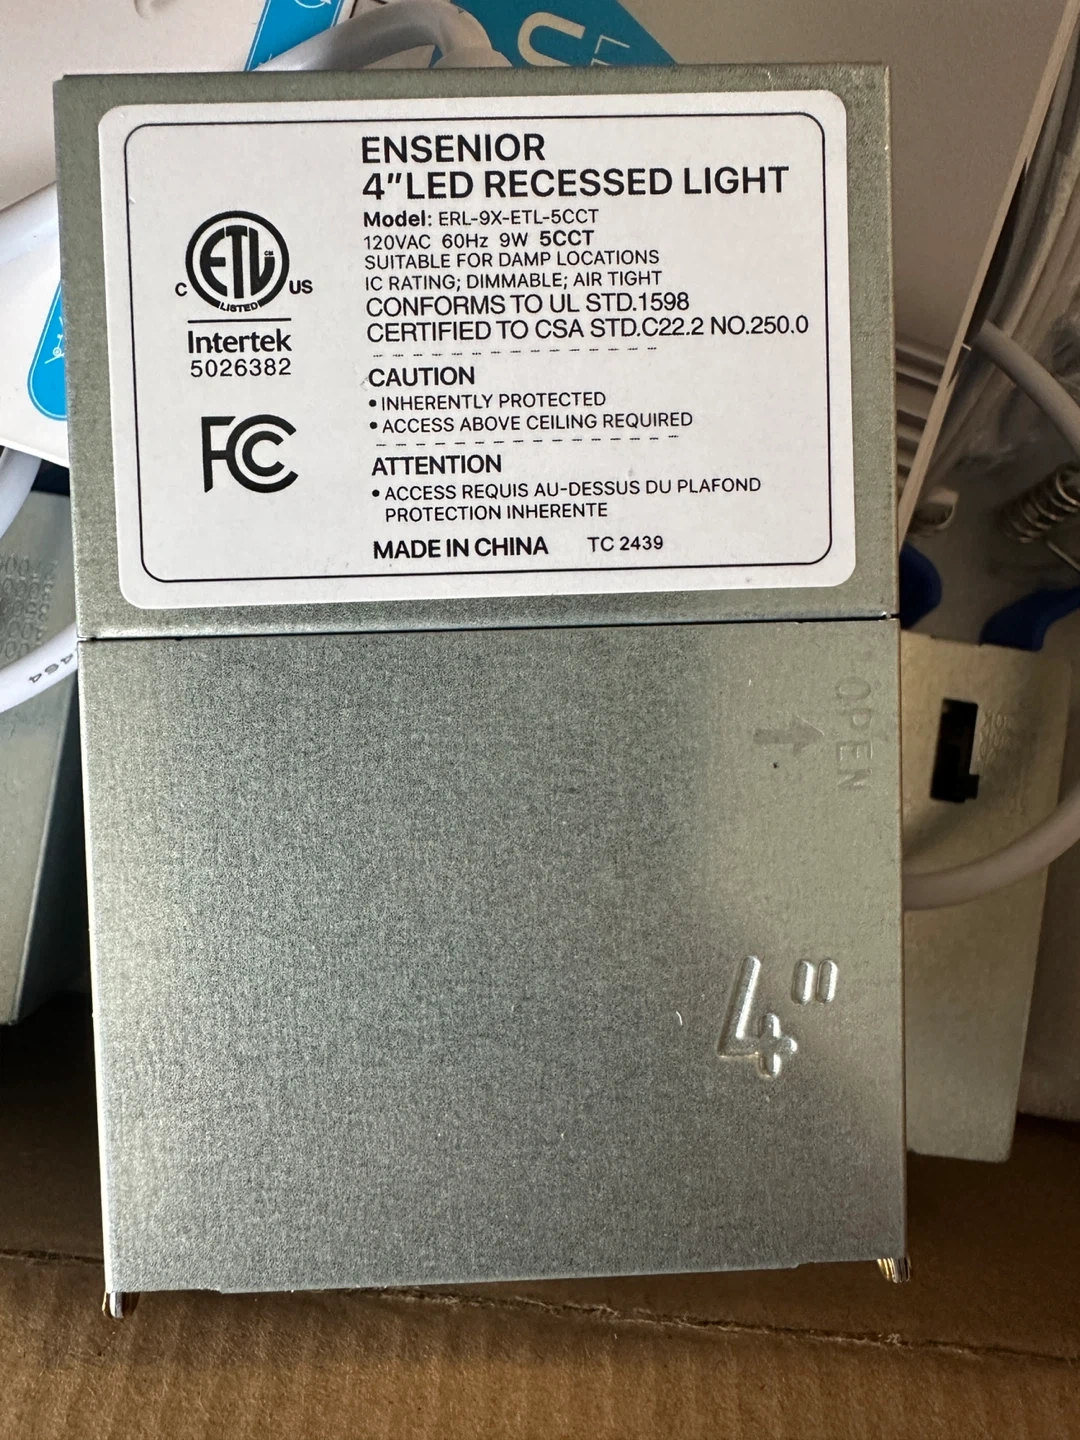 ENSENIOR
4"LED RECESSED LIGHT
Model: ERL-9X-ETL-5CCT
120VAC 60Hz 9W 5CCT
SUITABLE FOR DAMP LOCATIONS
IC RATING; DIMMABLE; AIR TIGHT
CONFORMS TO UL STD.1598
CERTIFIED TO CSA STD.C22.2 NO.250.0
ETL CM
C US
LISTED
Intertek
5026382
FCC
CAUTION
• INHERENTLY PROTECTED
• ACCESS ABOVE CEILING REQUIRED
ATTENTION
• ACCESS REQUIS AU-DESSUS DU PLAFOND
PROTECTION INHERENTE
MADE IN CHINA TC 2439
OPEN
4"